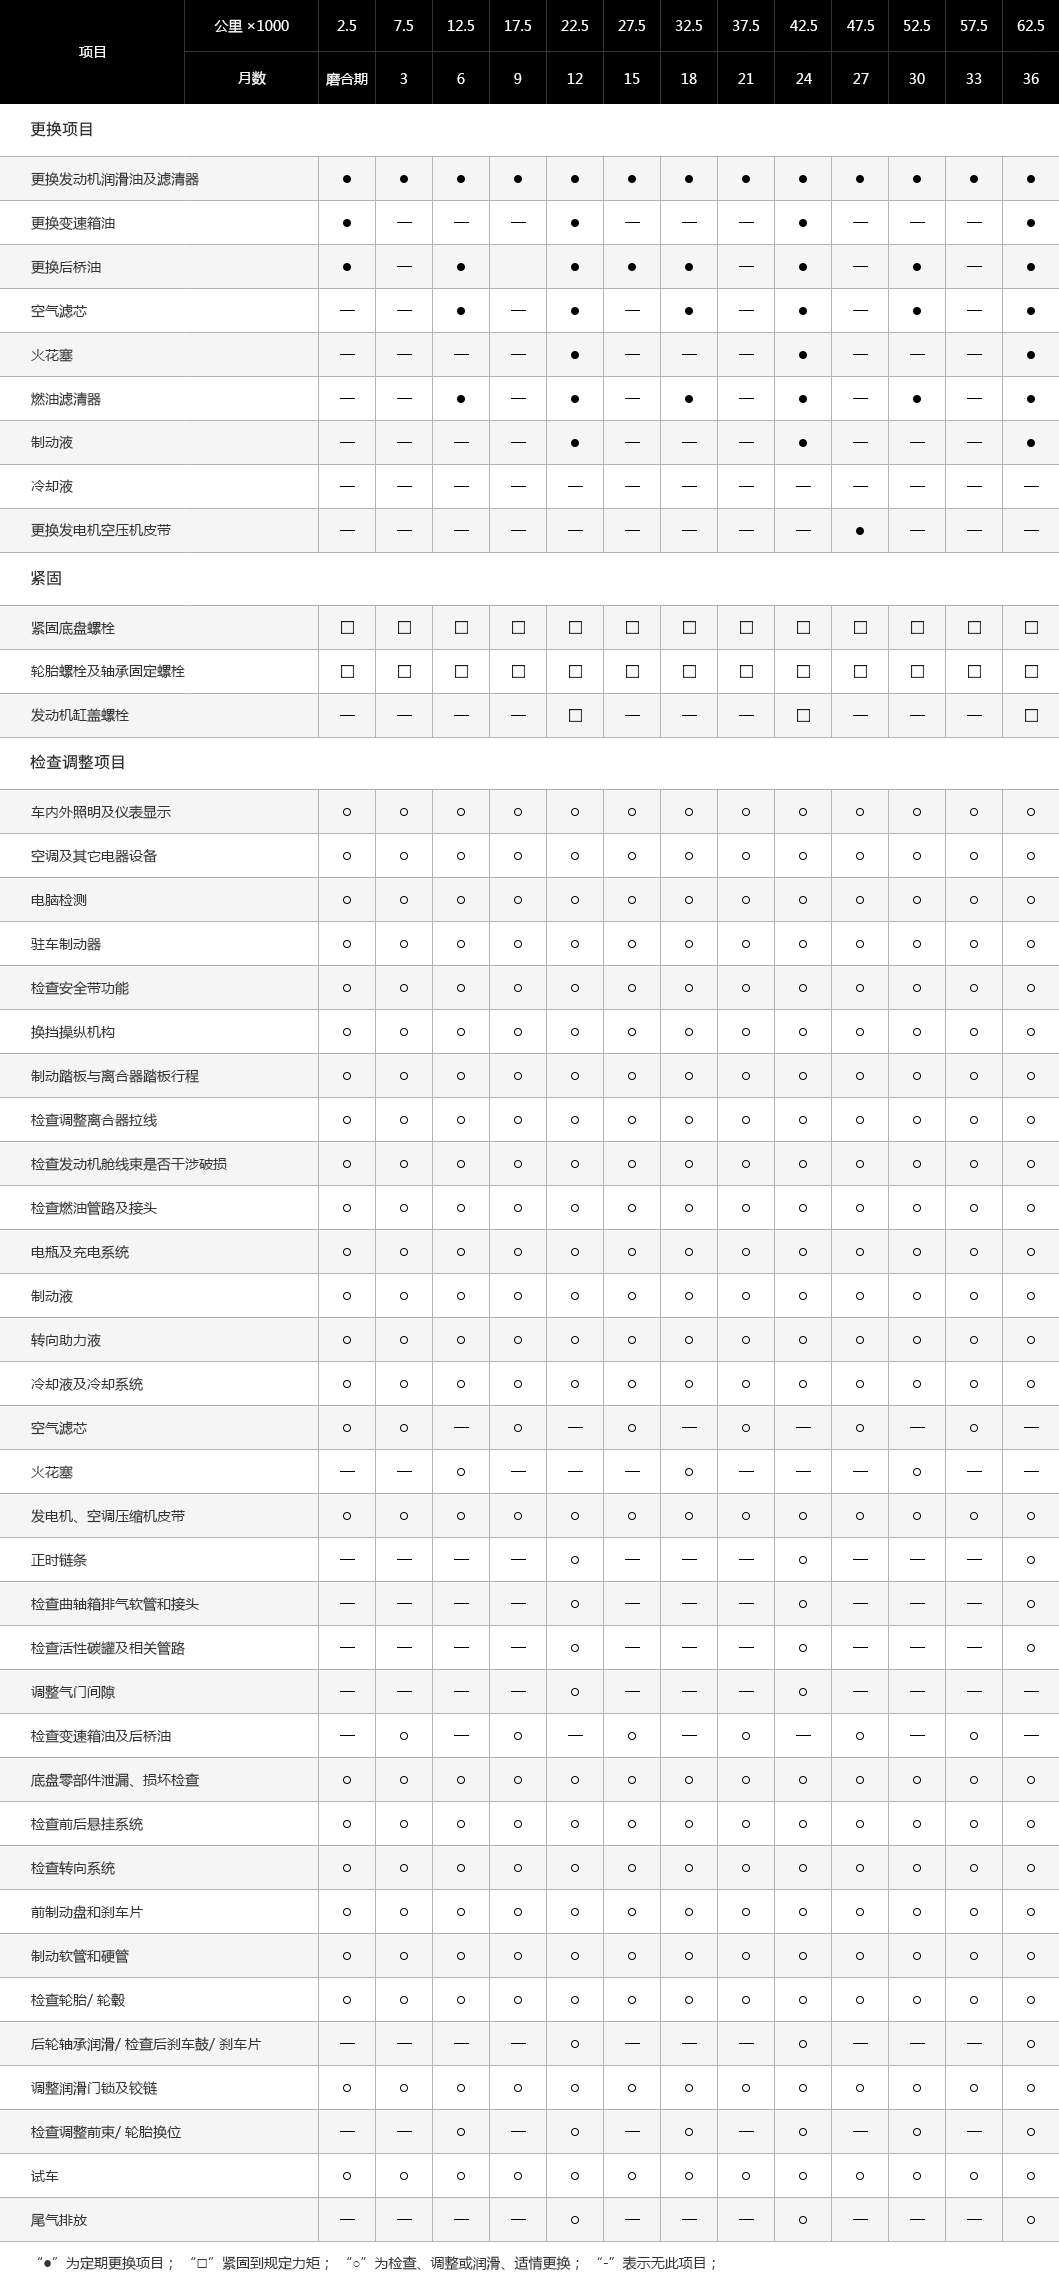 项目 公里 ×1000 2.5 7.5 12.5 17.5 22.5 27.5 32.5 37.5 42.5 47.5 52.5 57.5 62.5
月数 磨合期 3 6 9 12 15 18 21 24 27 30 33 36
更换项目
更换发动机润滑油及滤清器 ● ● ● ● ● ● ● ● ● ● ● ● ●
更换变速箱油 ● — — — ● — — — ● — — — ●
更换后桥油 ● — ● ● ● ● — ● — ● — ●
空气滤芯 — — ● — ● — ● — ● — ● — ●
火花塞 — — — — ● — — — ● — — — ●
燃油滤清器 — — ● — ● — ● — ● — ● — ●
制动液 — — — — ● — — — ● — — — ●
冷却液 — — — — — — — — — — — — —
更换发电机空压机皮带 — — — — — — — — — ● — — —
紧固
紧固底盘螺栓 □ □ □ □ □ □ □ □ □ □ □ □ □
轮胎螺栓及轴承固定螺栓 □ □ □ □ □ □ □ □ □ □ □ □ □
发动机缸盖螺栓 — — — — □ — — — □ — — — □
检查调整项目
车内外照明及仪表显示 ○ ○ ○ ○ ○ ○ ○ ○ ○ ○ ○ ○ ○
空调及其它电器设备 ○ ○ ○ ○ ○ ○ ○ ○ ○ ○ ○ ○ ○
电脑检测 ○ ○ ○ ○ ○ ○ ○ ○ ○ ○ ○ ○ ○
驻车制动器 ○ ○ ○ ○ ○ ○ ○ ○ ○ ○ ○ ○ ○
检查安全带功能 ○ ○ ○ ○ ○ ○ ○ ○ ○ ○ ○ ○ ○
换挡操纵机构 ○ ○ ○ ○ ○ ○ ○ ○ ○ ○ ○ ○ ○
制动踏板与离合器踏板行程 ○ ○ ○ ○ ○ ○ ○ ○ ○ ○ ○ ○ ○
检查调整离合器拉线 ○ ○ ○ ○ ○ ○ ○ ○ ○ ○ ○ ○ ○
检查发动机舱线束是否干涉破损 ○ ○ ○ ○ ○ ○ ○ ○ ○ ○ ○ ○ ○
检查燃油管路及接头 ○ ○ ○ ○ ○ ○ ○ ○ ○ ○ ○ ○ ○
电瓶及充电系统 ○ ○ ○ ○ ○ ○ ○ ○ ○ ○ ○ ○ ○
制动液 ○ ○ ○ ○ ○ ○ ○ ○ ○ ○ ○ ○ ○
转向助力液 ○ ○ ○ ○ ○ ○ ○ ○ ○ ○ ○ ○ ○
冷却液及冷却系统 ○ ○ ○ ○ ○ ○ ○ ○ ○ ○ ○ ○ ○
空气滤芯 ○ ○ — ○ — ○ — ○ — ○ — ○ —
火花塞 — — ○ — — — ○ — — — ○ — —
发电机、空调压缩机皮带 ○ ○ ○ ○ ○ ○ ○ ○ ○ ○ ○ ○ ○
正时链条 — — — — ○ — — — ○ — — — ○
检查曲轴箱排气软管和接头 — — — — ○ — — — ○ — — — ○
检查活性碳罐及相关管路 — — — — ○ — — — ○ — — — ○
调整气门间隙 — — — — ○ — — — ○ — — — —
检查变速箱油及后桥油 — ○ — ○ — ○ — ○ — ○ — ○ —
底盘零部件泄漏、损坏检查 ○ ○ ○ ○ ○ ○ ○ ○ ○ ○ ○ ○ ○
检查前后悬挂系统 ○ ○ ○ ○ ○ ○ ○ ○ ○ ○ ○ ○ ○
检查转向系统 ○ ○ ○ ○ ○ ○ ○ ○ ○ ○ ○ ○ ○
前制动盘和刹车片 ○ ○ ○ ○ ○ ○ ○ ○ ○ ○ ○ ○ ○
制动软管和硬管 ○ ○ ○ ○ ○ ○ ○ ○ ○ ○ ○ ○ ○
检查轮胎/ 轮毂 ○ ○ ○ ○ ○ ○ ○ ○ ○ ○ ○ ○ ○
后轮轴承润滑/ 检查后刹车鼓/ 刹车片 — — — — ○ — — — ○ — — — ○
调整润滑门锁及铰链 ○ ○ ○ ○ ○ ○ ○ ○ ○ ○ ○ ○ ○
检查调整前束/ 轮胎换位 — — ○ — ○ — ○ — ○ — ○ — ○
试车 ○ ○ ○ ○ ○ ○ ○ ○ ○ ○ ○ ○ ○
尾气排放 — — — — ○ — — — ○ — — — ○
“●”为定期更换项目； “□”紧固到规定力矩； “○”为检查、调整或润滑、适情更换； “-”表示无此项目；